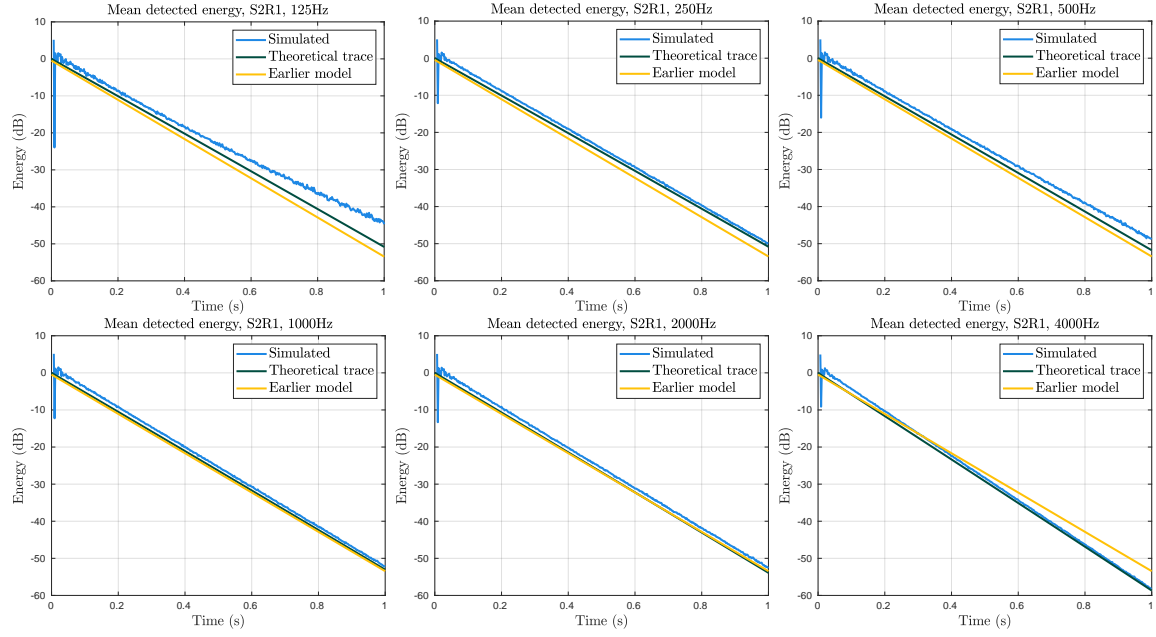 Mean detected energy, S2R1, 125Hz
Simulated
Theoretical trace
Earlier model
Energy (dB)
10
0
-10
-20
-30
-40
-50
-60
0
0.2
0.4
0.6
0.8
1
Time (s)
Mean detected energy, S2R1, 250Hz
Simulated
Theoretical trace
Earlier model
Energy (dB)
10
0
-10
-20
-30
-40
-50
-60
0
0.2
0.4
0.6
0.8
1
Time (s)
Mean detected energy, S2R1, 500Hz
Simulated
Theoretical trace
Earlier model
Energy (dB)
10
0
-10
-20
-30
-40
-50
-60
0
0.2
0.4
0.6
0.8
1
Time (s)
Mean detected energy, S2R1, 1000Hz
Simulated
Theoretical trace
Earlier model
Energy (dB)
10
0
-10
-20
-30
-40
-50
-60
0
0.2
0.4
0.6
0.8
1
Time (s)
Mean detected energy, S2R1, 2000Hz
Simulated
Theoretical trace
Earlier model
Energy (dB)
10
0
-10
-20
-30
-40
-50
-60
0
0.2
0.4
0.6
0.8
1
Time (s)
Mean detected energy, S2R1, 4000Hz
Simulated
Theoretical trace
Earlier model
Energy (dB)
10
0
-10
-20
-30
-40
-50
-60
0
0.2
0.4
0.6
0.8
1
Time (s)